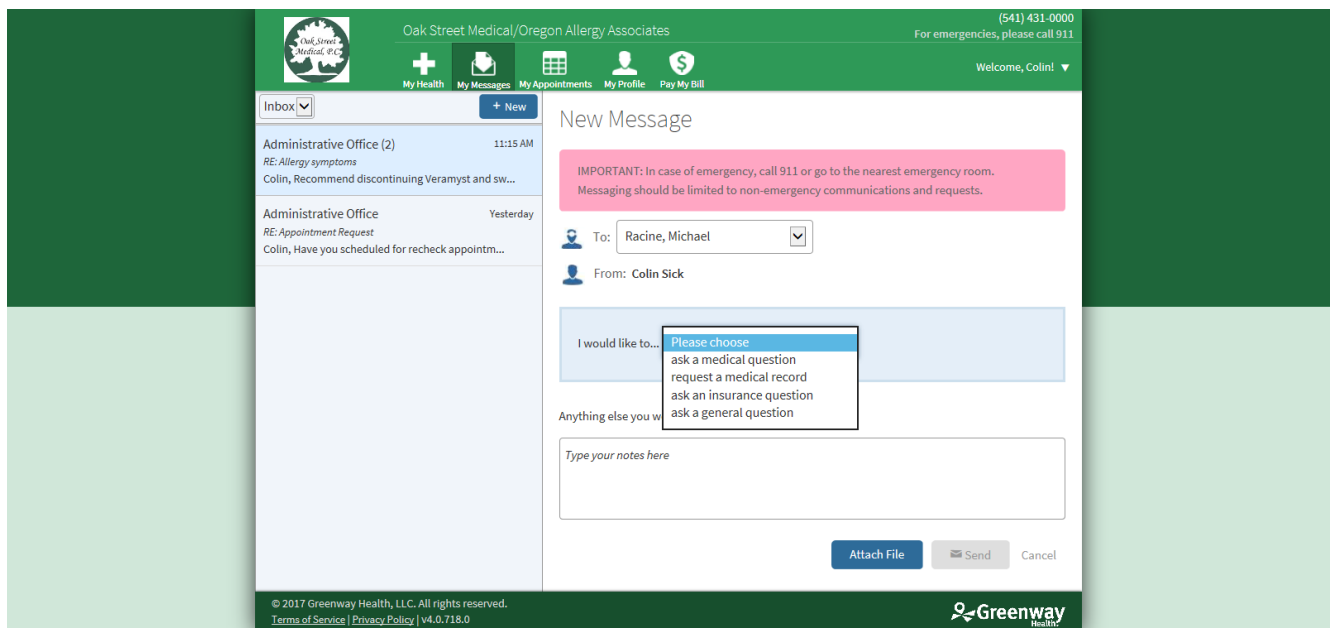 Oak Street
Medical, P.C.
Oak Street Medical/Oregon Allergy Associates
(541) 431-0000
For emergencies, please call 911
My Health
My Messages
My Appointments
My Profile
Pay My Bill
Welcome, Colin! ▼
Inbox
+ New
Administrative Office (2) 11:15 AM
RE: Allergy symptoms
Colin, Recommend discontinuing Veramyst and sw...
Administrative Office Yesterday
RE: Appointment Request
Colin, Have you scheduled for recheck appointm...
New Message
IMPORTANT: In case of emergency, call 911 or go to the nearest emergency room.
Messaging should be limited to non-emergency communications and requests.
To: Racine, Michael
From: Colin Sick
I would like to... Please choose
ask a medical question
request a medical record
ask an insurance question
ask a general question
Anything else you w
Type your notes here
Attach File
Send
Cancel
© 2017 Greenway Health, LLC. All rights reserved.
Terms of Service | Privacy Policy | v4.0.718.0
Greenway
Health